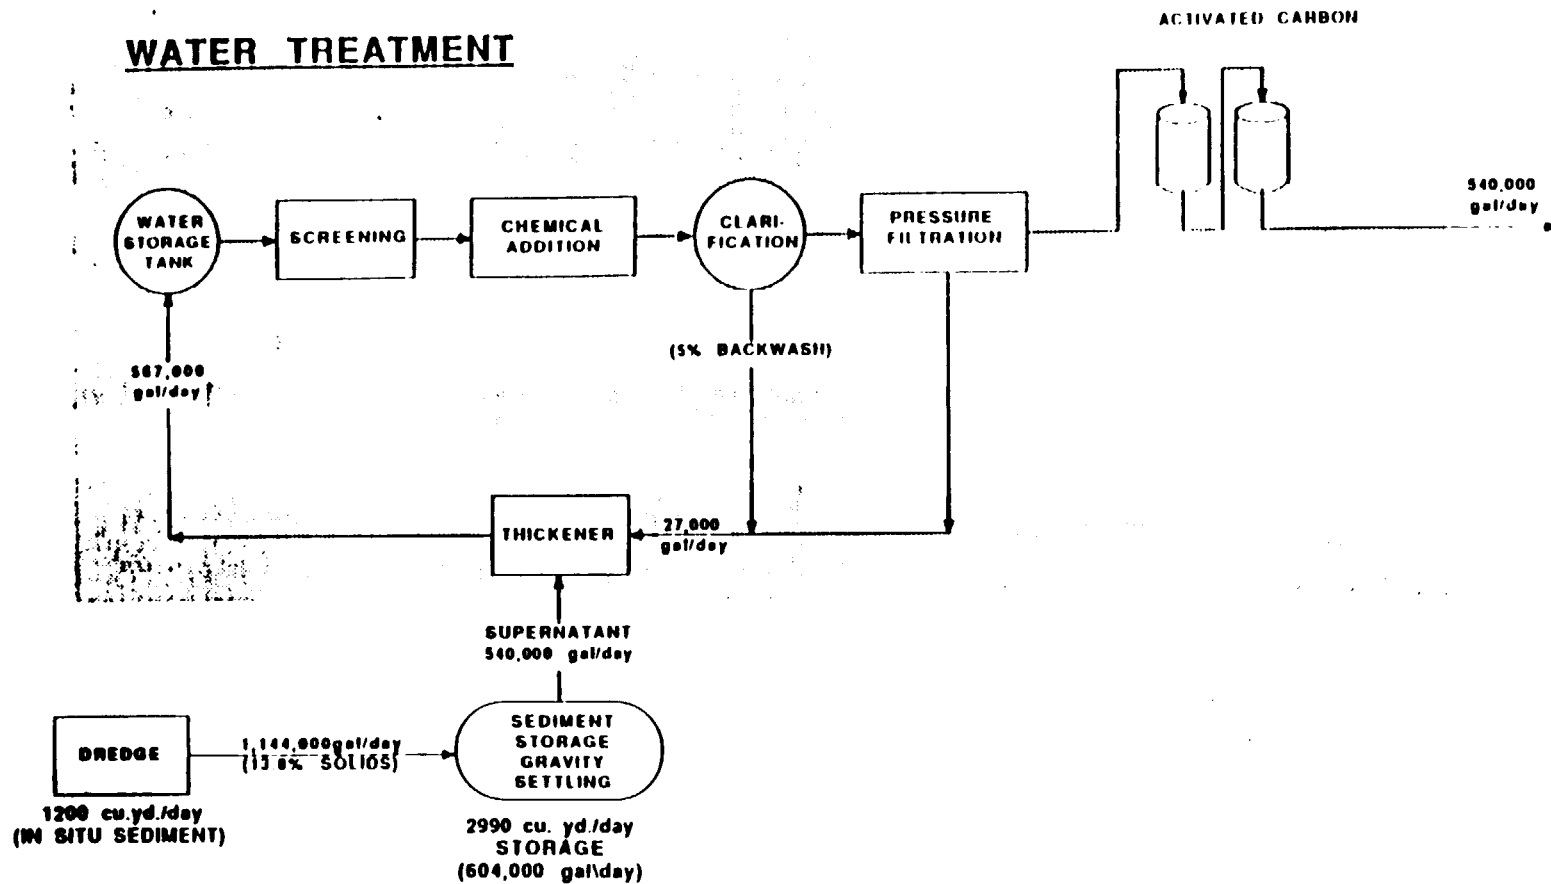 ACTIVATED CARBON
WATER TREATMENT
540,000
gal/day
WATER
STORAGE
TANK
SCREENING
CHEMICAL
ADDITION
CLARI-
FICATION
PRESSURE
FILTRATION
(5% BACKWASH)
567,000
gal/day
THICKENER
27,000
gal/day
SUPERNATANT
540,000 gal/day
DREDGE
1,144,000gal/day
(13.6% SOLIDS)
SEDIMENT
STORAGE
GRAVITY
SETTLING
1200 cu.yd./day
(IN SITU SEDIMENT)
2990 cu. yd./day
STORAGE
(604,000 gal\day)